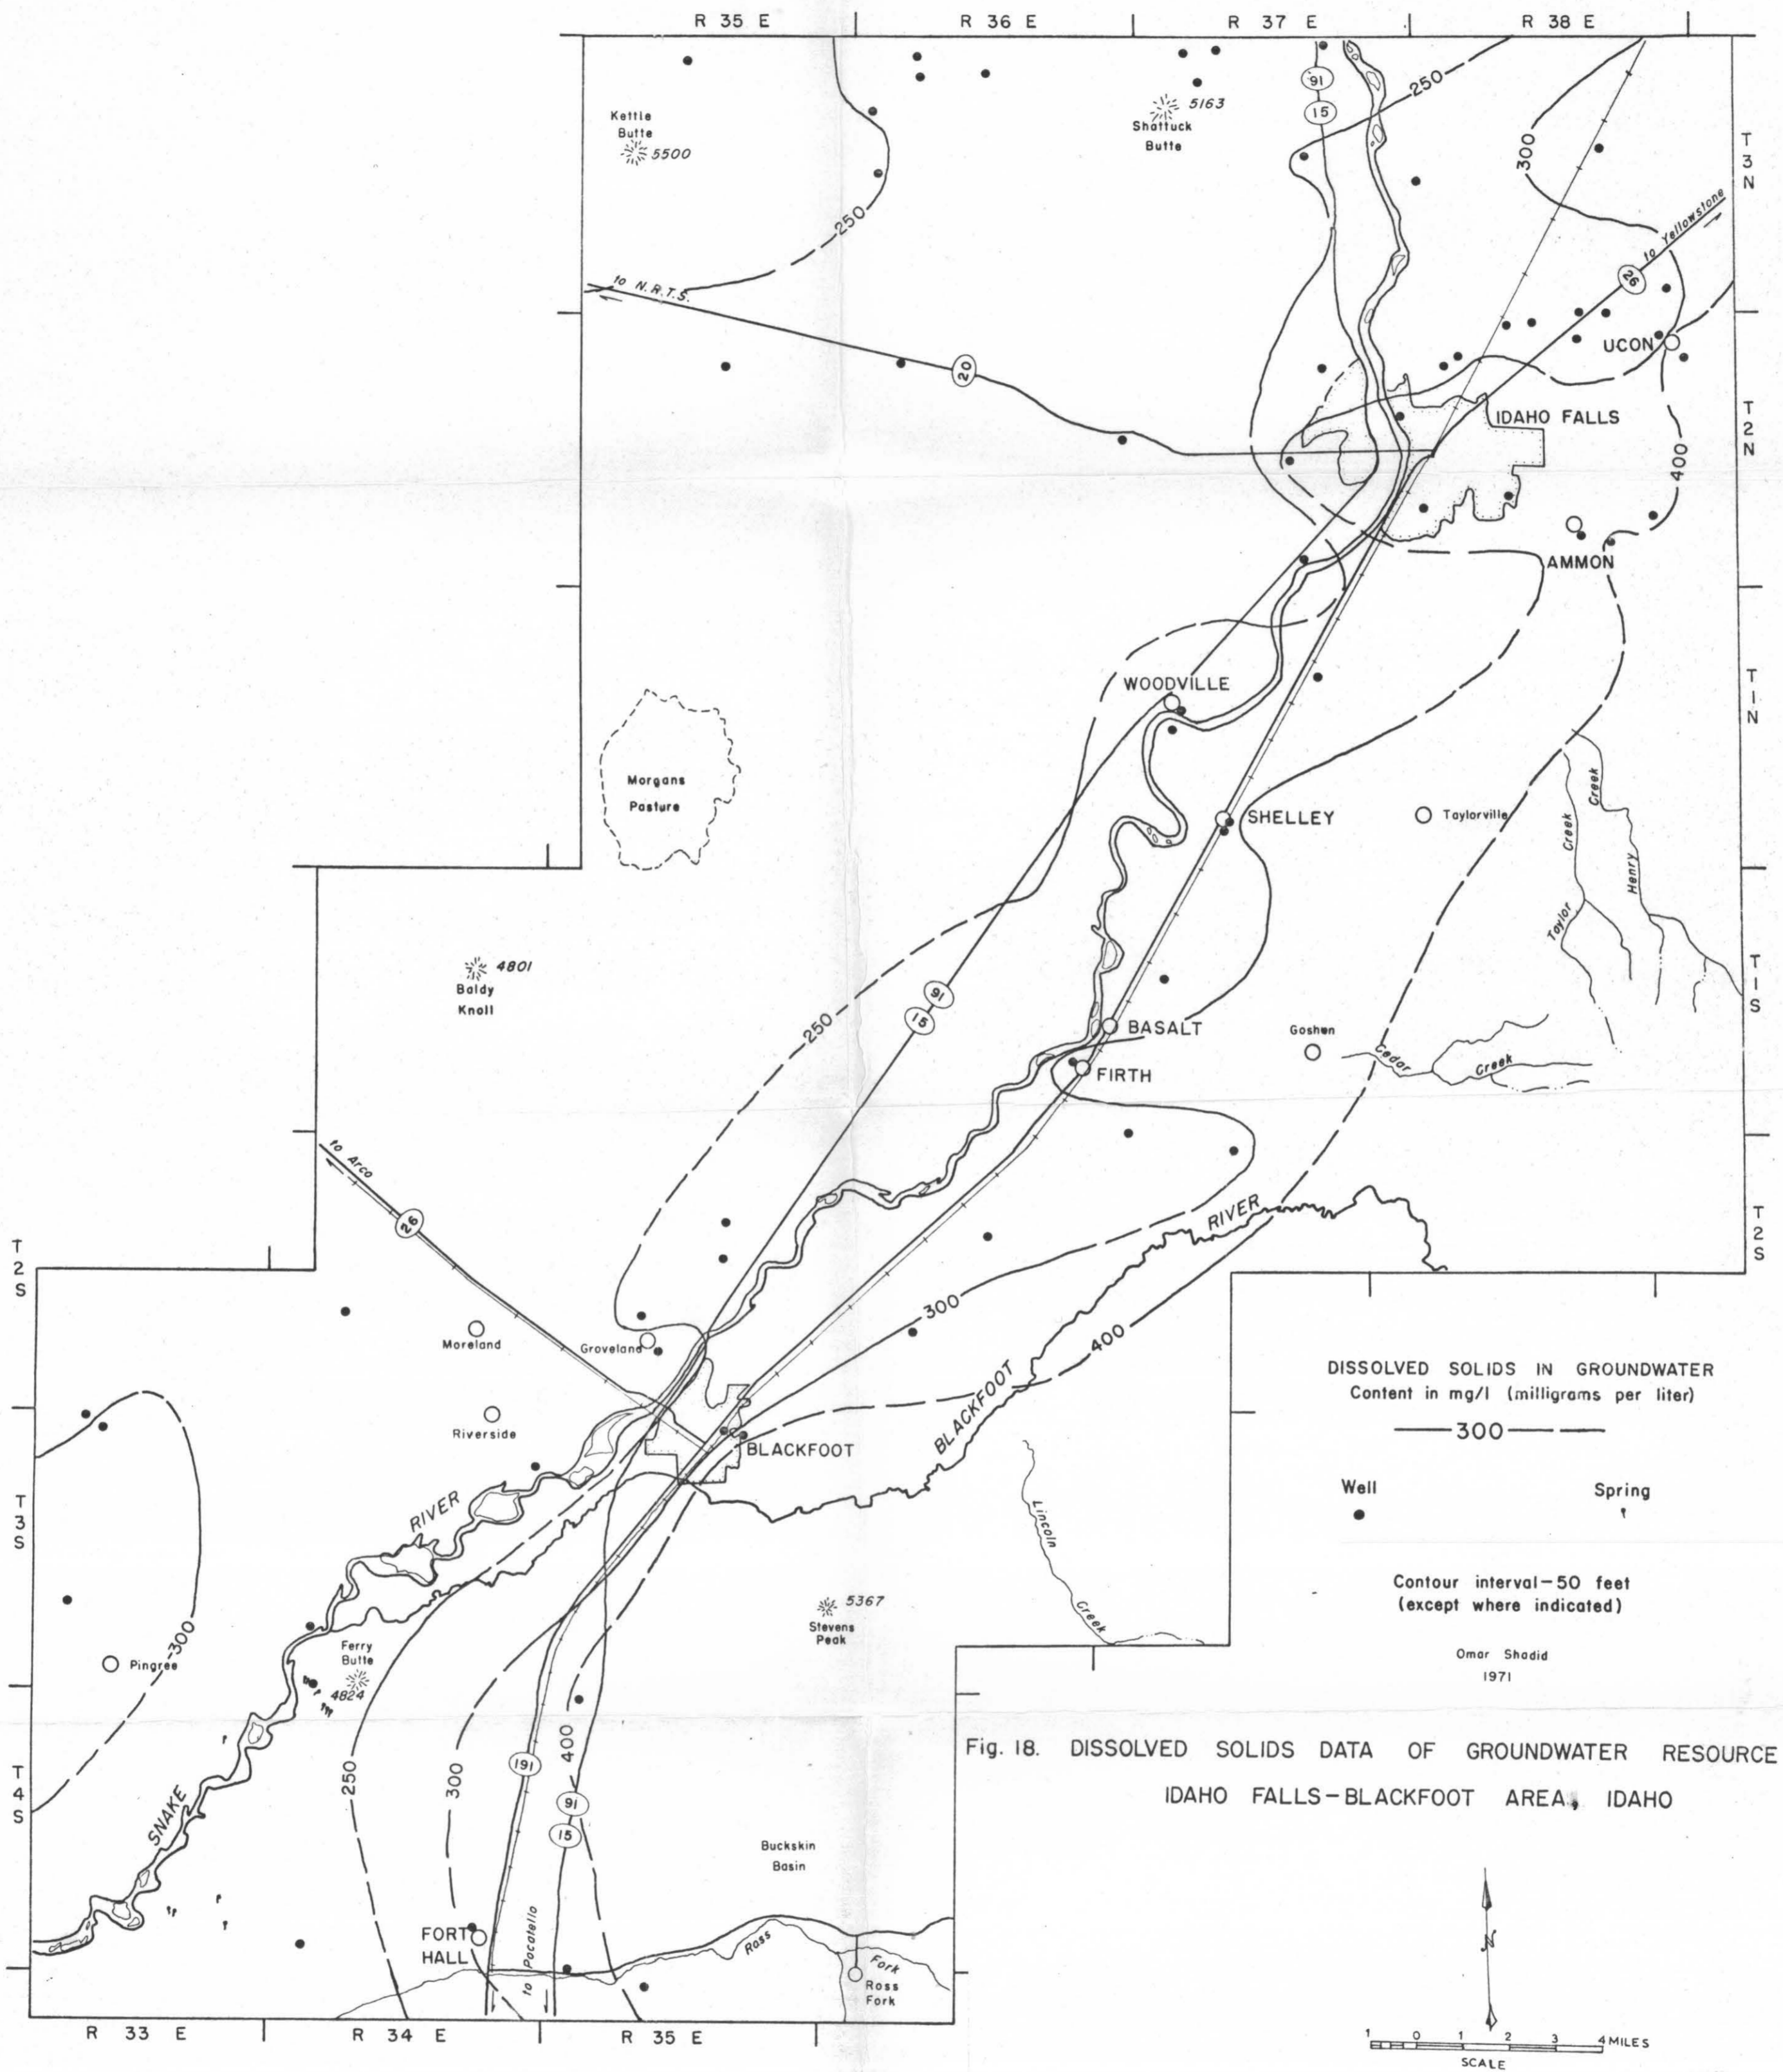 R 35 E
R 36 E
R 37 E
R 38 E
91
15
250
Kettle
Butte
5500
5163
Shattuck
Butte
300
T
3
N
250
to Yellowstone
26
to N.R.T.S.
20
UCON
IDAHO FALLS
T
2
N
400
AMMON
WOODVILLE
T
1
N
Morgans
Pasture
SHELLEY
Taylorville
Creek
Creek
Henry
Taylor
4801
Baldy
Knoll
91
15
250
BASALT
Goshen
Cedar
Creek
FIRTH
T
1
S
to Arco
26
RIVER
T
2
S
T
2
S
Moreland
Groveland
300
400
BLACKFOOT
Riverside
BLACKFOOT
RIVER
T
3
S
Lincoln
Creek
5367
Stevens
Peak
300
Pingree
Ferry
Butte
4824
DISSOLVED SOLIDS IN GROUNDWATER
Content in mg/l (milligrams per liter)
300
Well
Spring
Contour interval-50 feet
(except where indicated)
Omar Shadid
1971
Fig. 18. DISSOLVED SOLIDS DATA OF GROUNDWATER RESOURCE
IDAHO FALLS-BLACKFOOT AREA, IDAHO
T
4
S
SNAKE
250
300
191
400
91
15
Buckskin
Basin
FORT
HALL
to Pocatello
Ross
Fork
Ross
Fork
N
R 33 E
R 34 E
R 35 E
1 0 1 2 3 4 MILES
SCALE